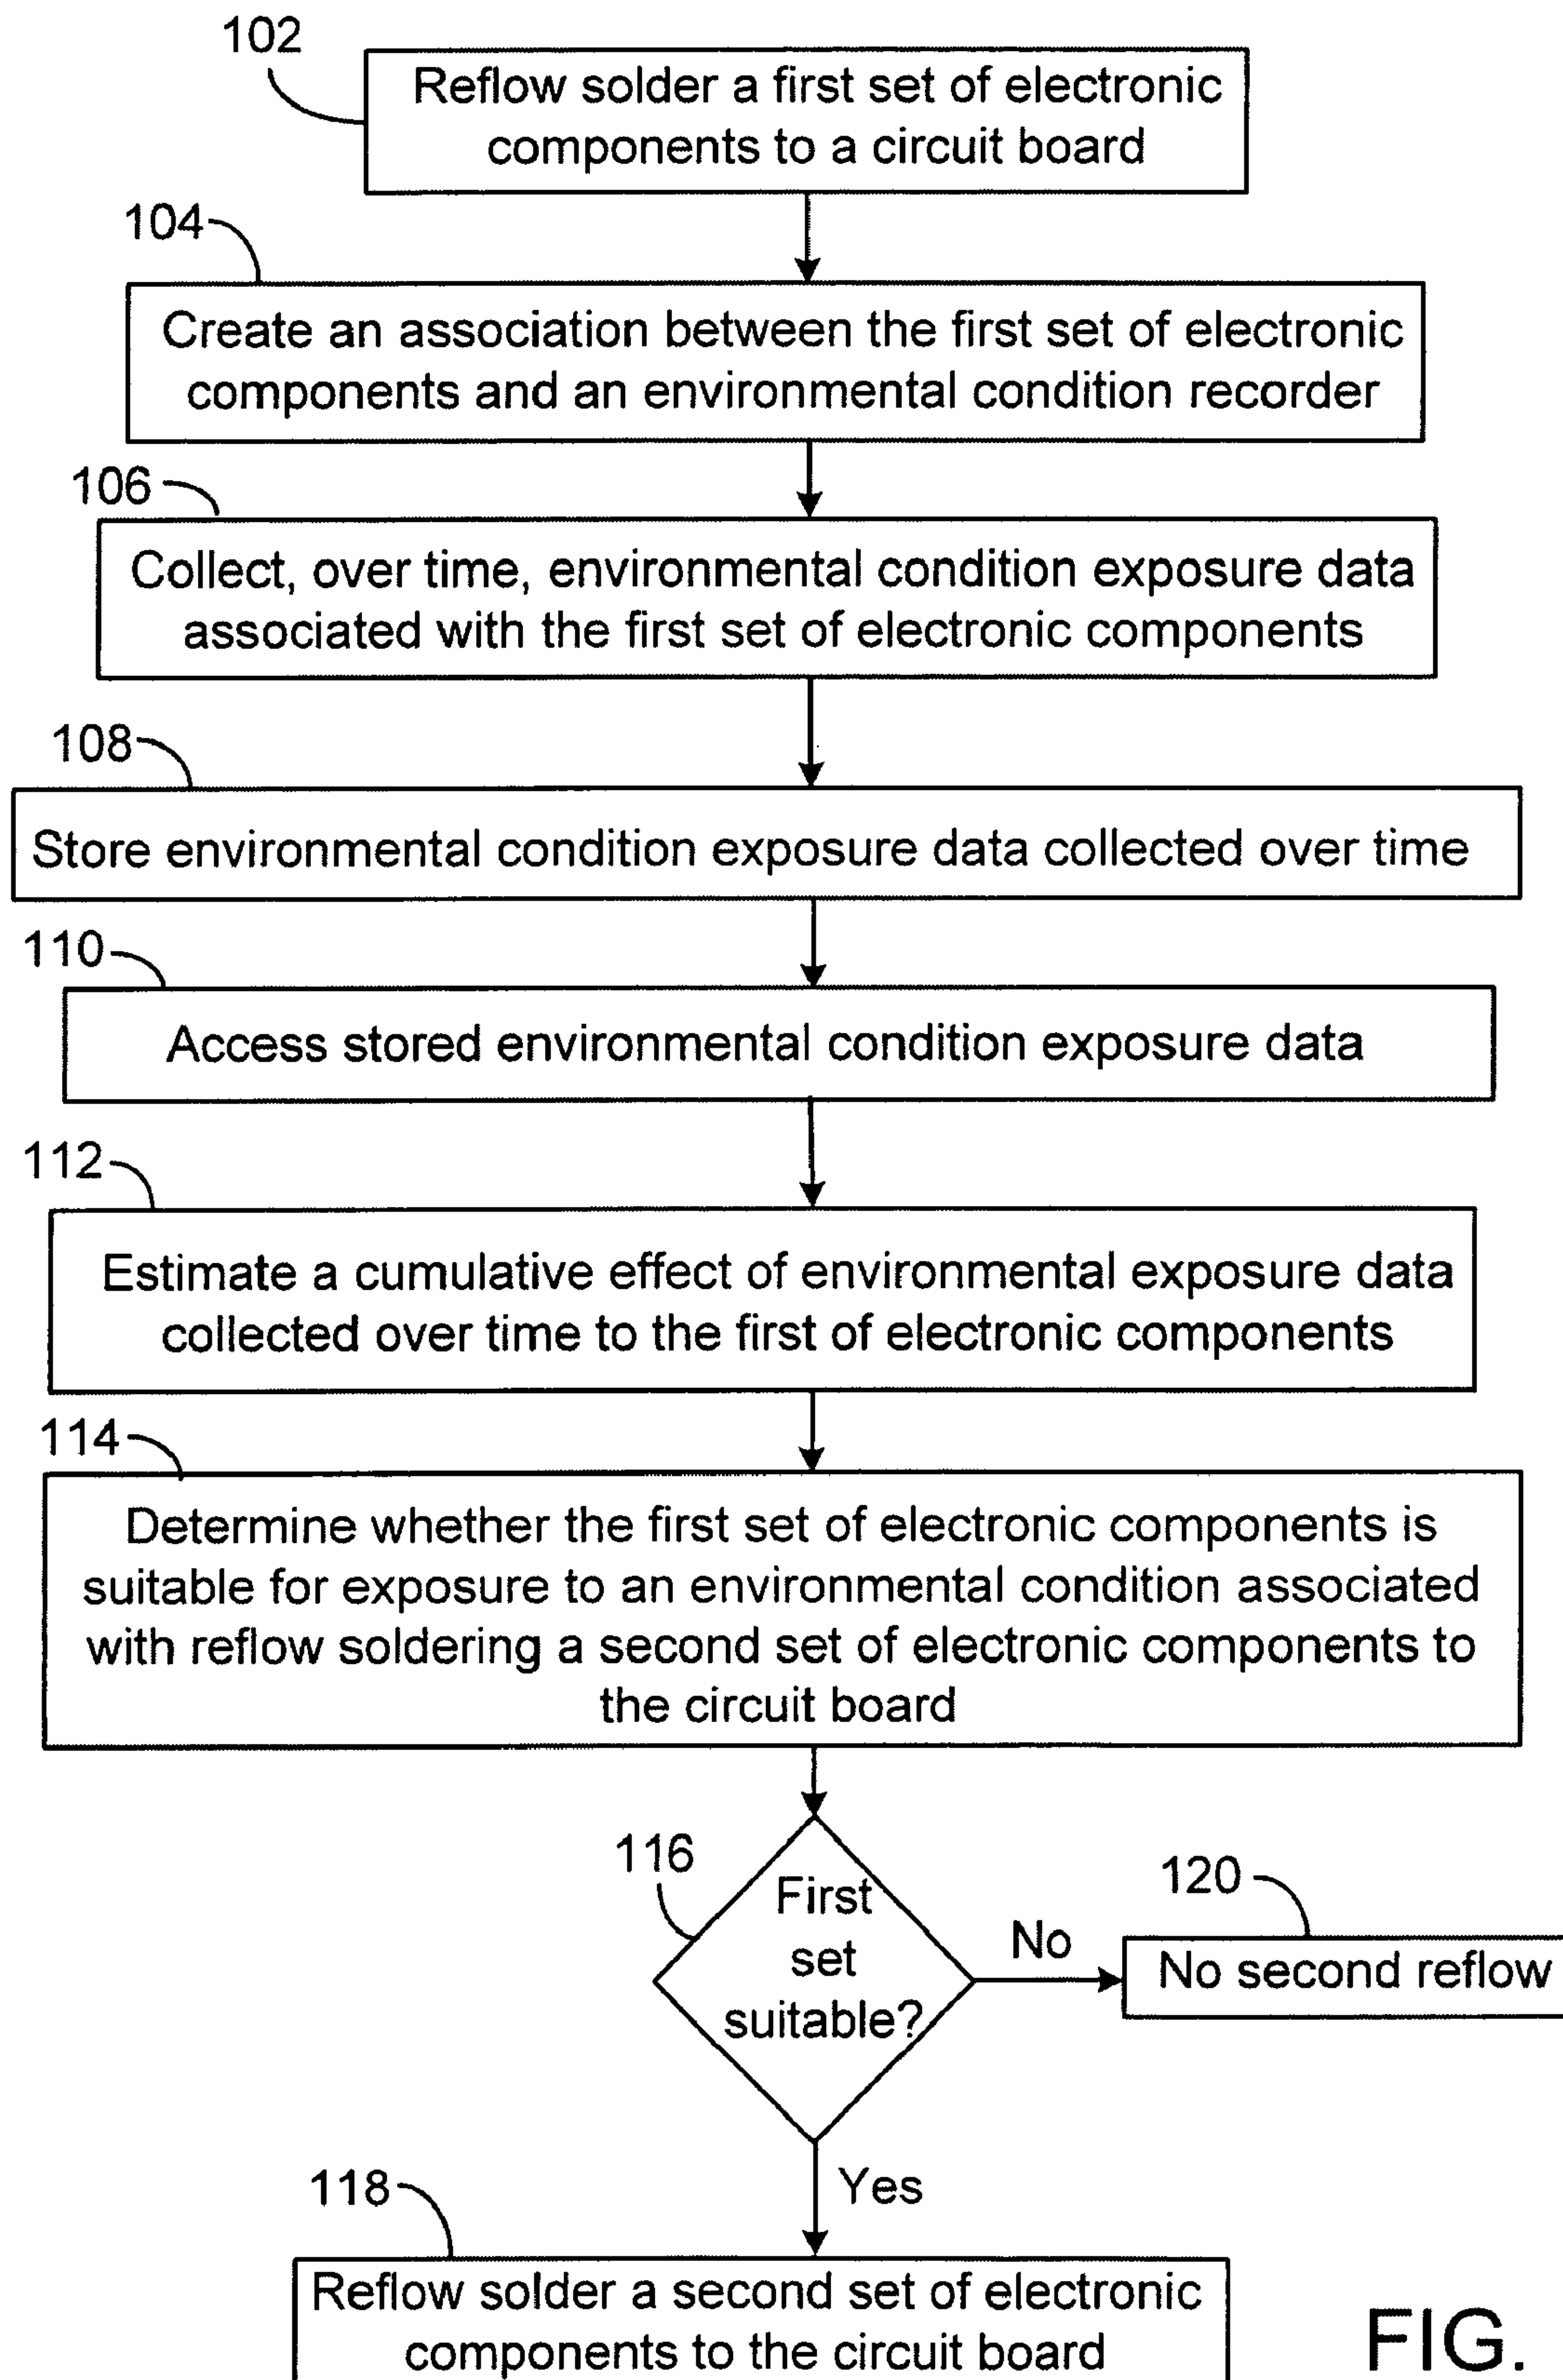 102
Reflow solder a first set of electronic
components to a circuit board
104
Create an association between the first set of electronic
components and an environmental condition recorder
106
Collect, over time, environmental condition exposure data
associated with the first set of electronic components
108
Store environmental condition exposure data collected over time
110
Access stored environmental condition exposure data
112
Estimate a cumulative effect of environmental exposure data
collected over time to the first of electronic components
114
Determine whether the first set of electronic components is
suitable for exposure to an environmental condition associated
with reflow soldering a second set of electronic components to
the circuit board
116
First
set
suitable?
No
120
No second reflow
Yes
118
Reflow solder a second set of electronic
components to the circuit board
FIG.